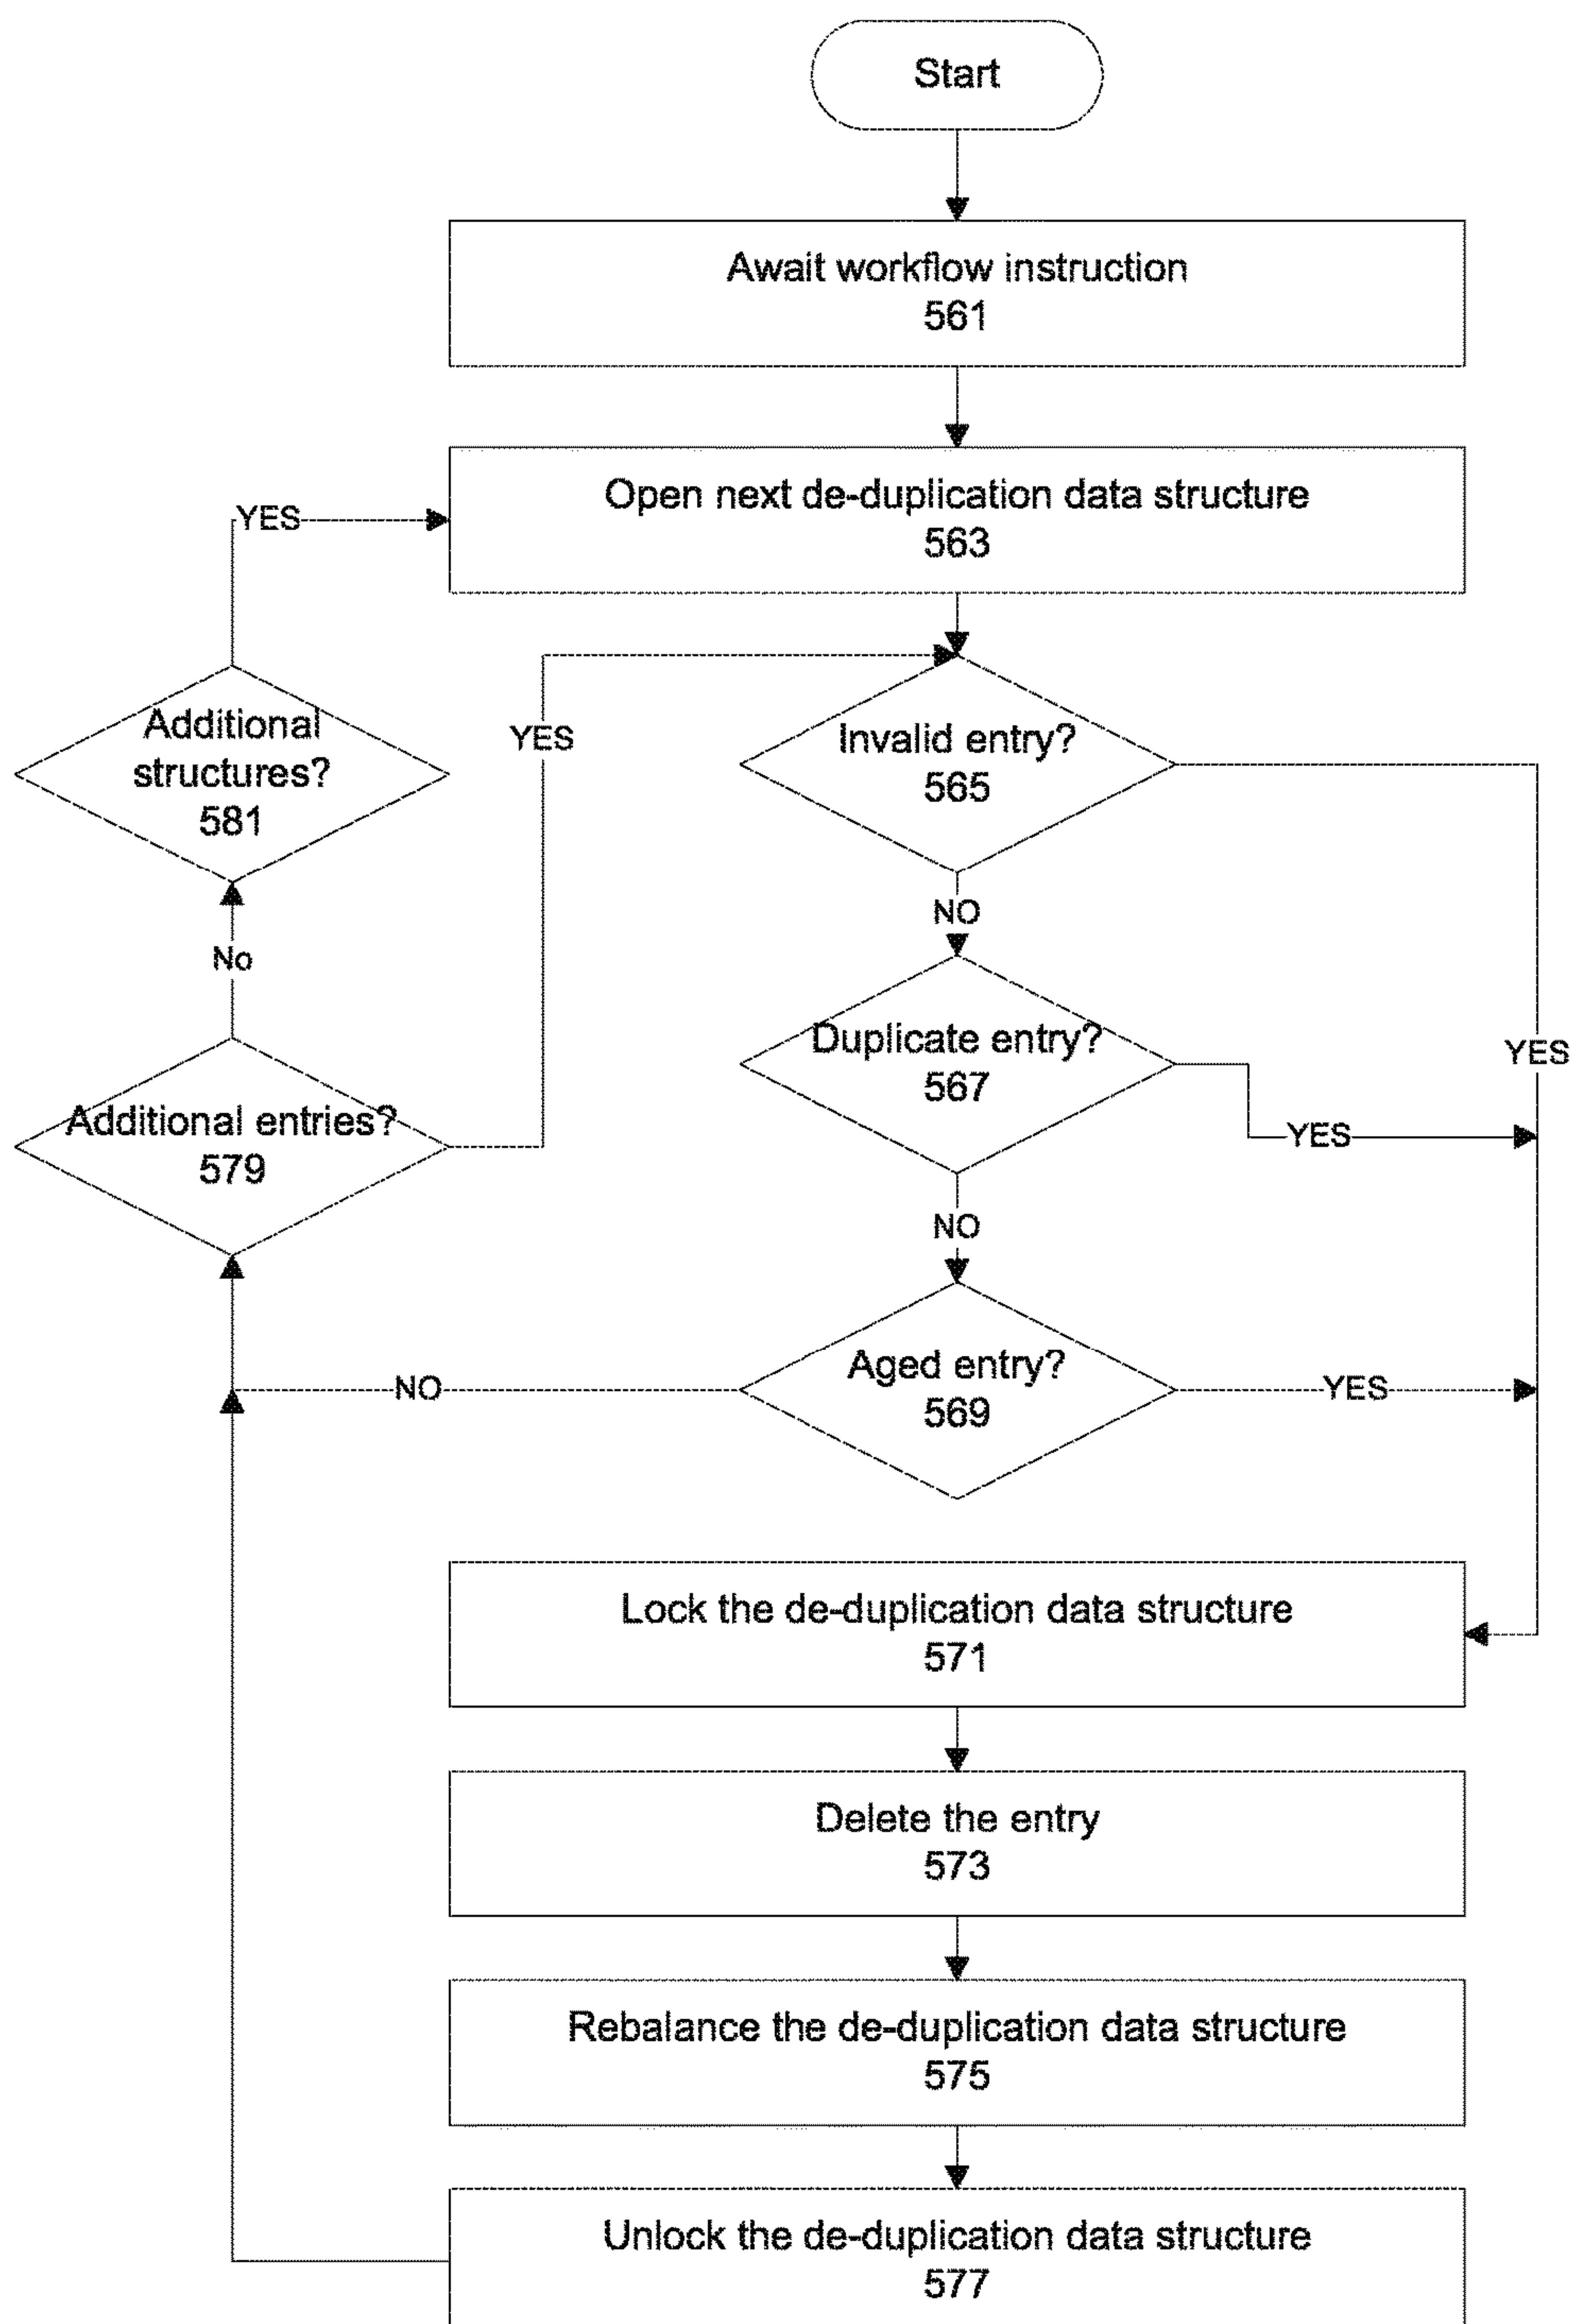 Start
Await workflow instruction
561
Open next de-duplication data structure
563
YES
Additional
structures?
581
YES
Invalid entry?
565
NO
No
Duplicate entry?
567
YES
YES
Additional entries?
579
NO
Aged entry?
569
NO
YES
Lock the de-duplication data structure
571
Delete the entry
573
Rebalance the de-duplication data structure
575
Unlock the de-duplication data structure
577